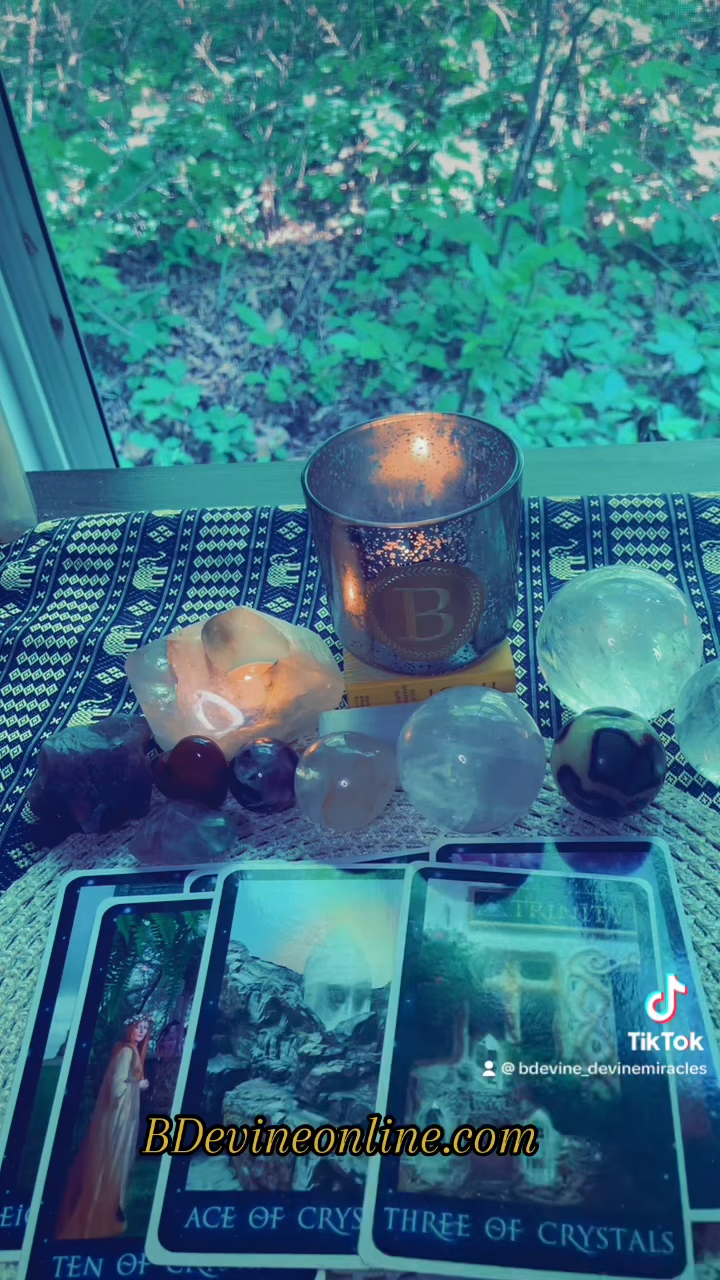 B
TRINITY
TikTok
@ bdevine_devinemiracles
BDevineonline.com
ACE OF CRYS
THREE OF CRYSTALS
TEN OF